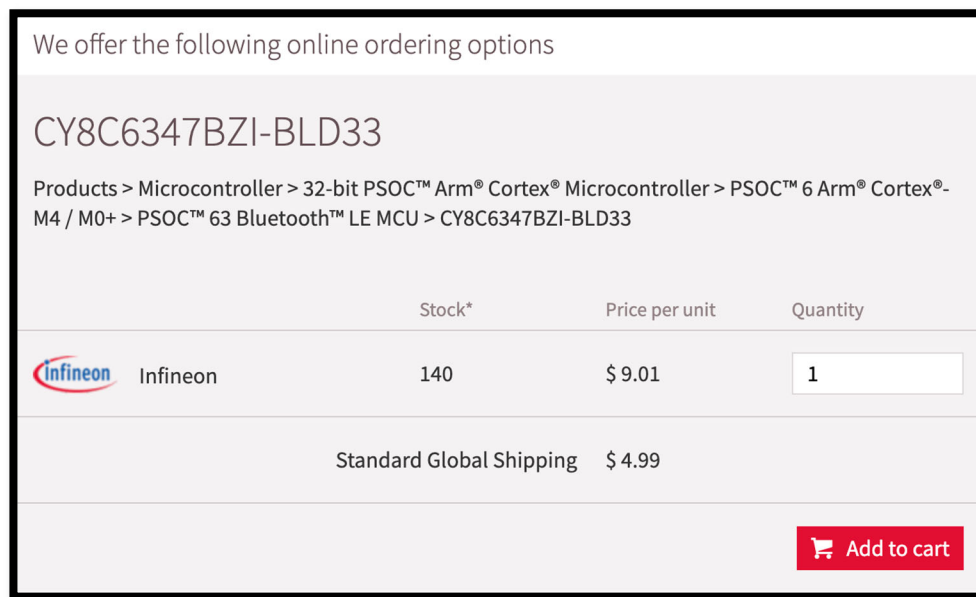 We offer the following online ordering options
CY8C6347BZI-BLD33
Products > Microcontroller > 32-bit PSOC™ Arm® Cortex® Microcontroller > PSOC™ 6 Arm® Cortex®-
M4 / M0+ > PSOC™ 63 Bluetooth™ LE MCU > CY8C6347BZI-BLD33
Stock* Price per unit Quantity
infineon Infineon 140 $ 9.01 1
Standard Global Shipping $ 4.99
Add to cart